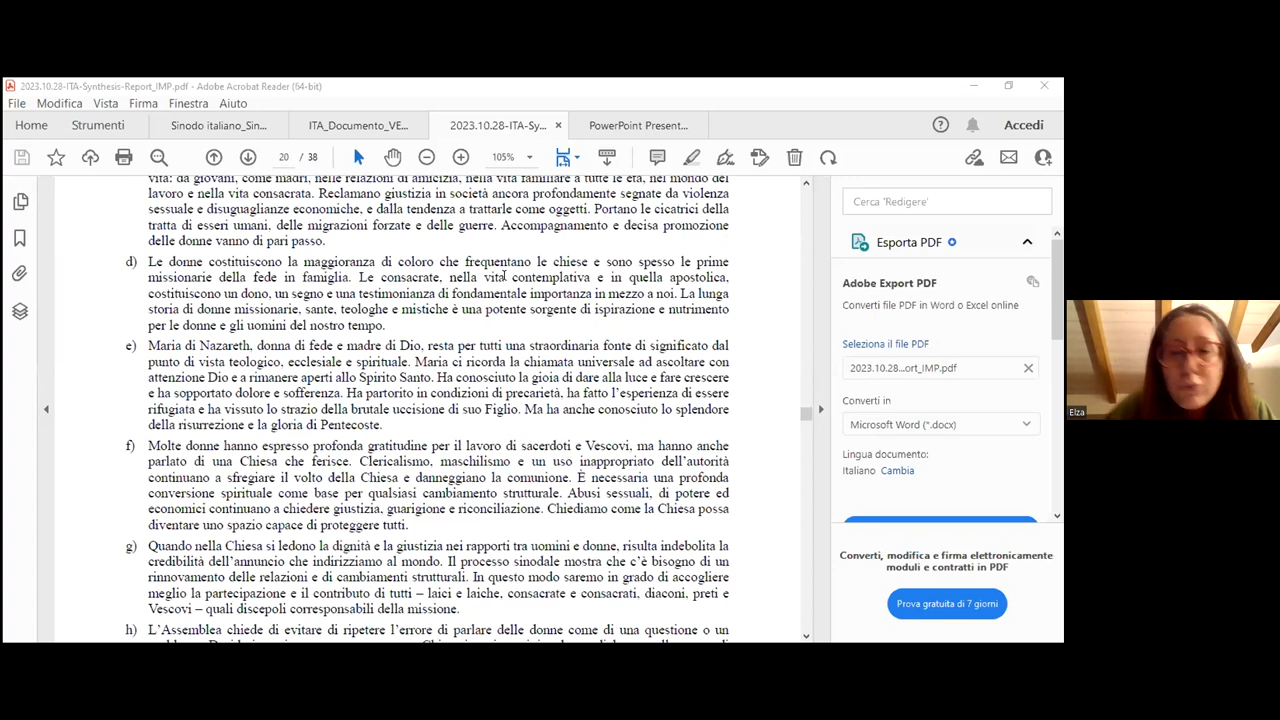 2023.10.28-ITA-Synthesis-Report_IMP.pdf - Adobe Acrobat Reader (64-bit)
File Modifica Vista Firma Finestra Aiuto
Home Strumenti Sinodo italiano_Sin... ITA_Documento_VE... 2023.10.28-ITA-Sy... PowerPoint Present... Accedi
20 / 38 105%
vita: da giovani, come madri, nelle relazioni di amicizia, nella vita familiare a tutte le età, nel mondo del
lavoro e nella vita consacrata. Reclamano giustizia in società ancora profondamente segnate da violenza
sessuale e disuguaglianze economiche, e dalla tendenza a trattarle come oggetti. Portano le cicatrici della
tratta di esseri umani, delle migrazioni forzate e delle guerre. Accompagnamento e decisa promozione
delle donne vanno di pari passo.
d) Le donne costituiscono la maggioranza di coloro che frequentano le chiese e sono spesso le prime
missionarie della fede in famiglia. Le consacrate, nella vita contemplativa e in quella apostolica,
costituiscono un dono, un segno e una testimonianza di fondamentale importanza in mezzo a noi. La lunga
storia di donne missionarie, sante, teologhe e mistiche è una potente sorgente di ispirazione e nutrimento
per le donne e gli uomini del nostro tempo.
e) Maria di Nazareth, donna di fede e madre di Dio, resta per tutti una straordinaria fonte di significato dal
punto di vista teologico, ecclesiale e spirituale. Maria ci ricorda la chiamata universale ad ascoltare con
attenzione Dio e a rimanere aperti allo Spirito Santo. Ha conosciuto la gioia di dare alla luce e fare crescere
e ha sopportato dolore e sofferenza. Ha partorito in condizioni di precarietà, ha fatto l'esperienza di essere
rifugiata e ha vissuto lo strazio della brutale uccisione di suo Figlio. Ma ha anche conosciuto lo splendore
della risurrezione e la gloria di Pentecoste.
f) Molte donne hanno espresso profonda gratitudine per il lavoro di sacerdoti e Vescovi, ma hanno anche
parlato di una Chiesa che ferisce. Clericalismo, maschilismo e un uso inappropriato dell'autorità
continuano a sfregiare il volto della Chiesa e danneggiano la comunione. È necessaria una profonda
conversione spirituale come base per qualsiasi cambiamento strutturale. Abusi sessuali, di potere ed
economici continuano a chiedere giustizia, guarigione e riconciliazione. Chiediamo come la Chiesa possa
diventare uno spazio capace di proteggere tutti.
g) Quando nella Chiesa si ledono la dignità e la giustizia nei rapporti tra uomini e donne, risulta indebolita la
credibilità dell'annuncio che indirizziamo al mondo. Il processo sinodale mostra che c'è bisogno di un
rinnovamento delle relazioni e di cambiamenti strutturali. In questo modo saremo in grado di accogliere
meglio la partecipazione e il contributo di tutti – laici e laiche, consacrate e consacrati, diaconi, preti e
Vescovi – quali discepoli corresponsabili della missione.
h) L'Assemblea chiede di evitare di ripetere l'errore di parlare delle donne come di una questione o un
Cerca 'Redigere'
Esporta PDF
Adobe Export PDF
Converti file PDF in Word o Excel online
Seleziona il file PDF
2023.10.28...ort_IMP.pdf
Converti in
Microsoft Word (*.docx)
Lingua documento:
Italiano Cambia
Converti, modifica e firma elettronicamente
moduli e contratti in PDF
Prova gratuita di 7 giorni
Elza